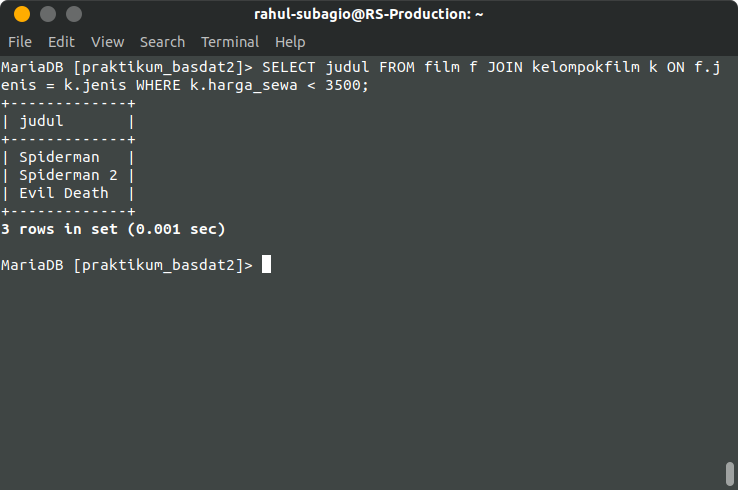 rahul-subagio@RS-Production: ~
File Edit View Search Terminal Help
MariaDB [praktikum_basdat2]> SELECT judul FROM film f JOIN kelompokfilm k ON f.j
enis = k.jenis WHERE k.harga_sewa < 3500;
+-------------+
| judul       |
+-------------+
| Spiderman   |
| Spiderman 2 |
| Evil Death  |
+-------------+
3 rows in set (0.001 sec)
MariaDB [praktikum_basdat2]>